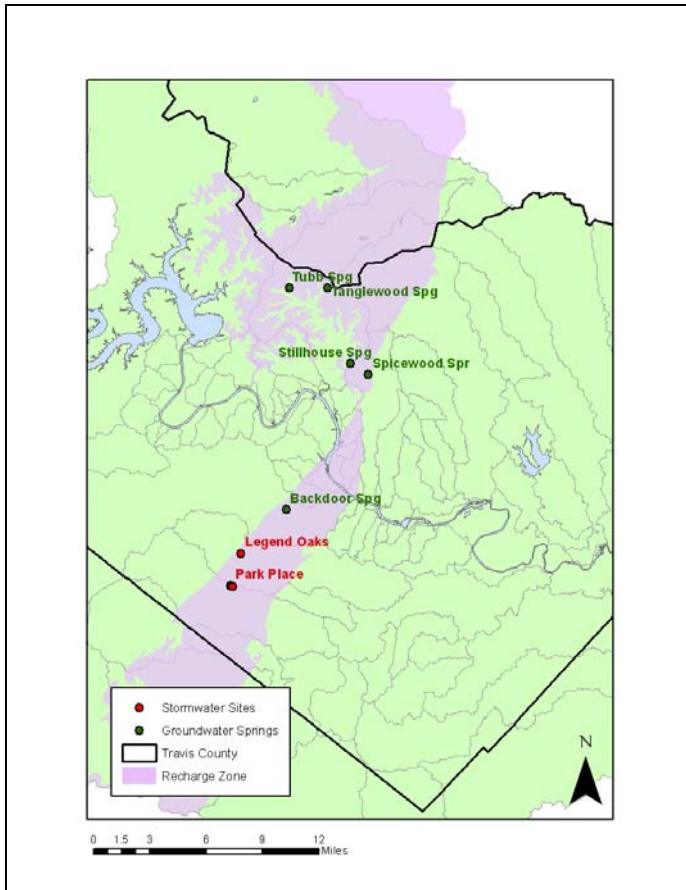 Tubb Spg
Tanglewood Spg
Stillhouse Spg
Spicewood Spr
Backdoor Spg
Legend Oaks
Park Place
Stormwater Sites
Groundwater Springs
Travis County
Recharge Zone
N
0 1.5 3 6 9 12
Miles